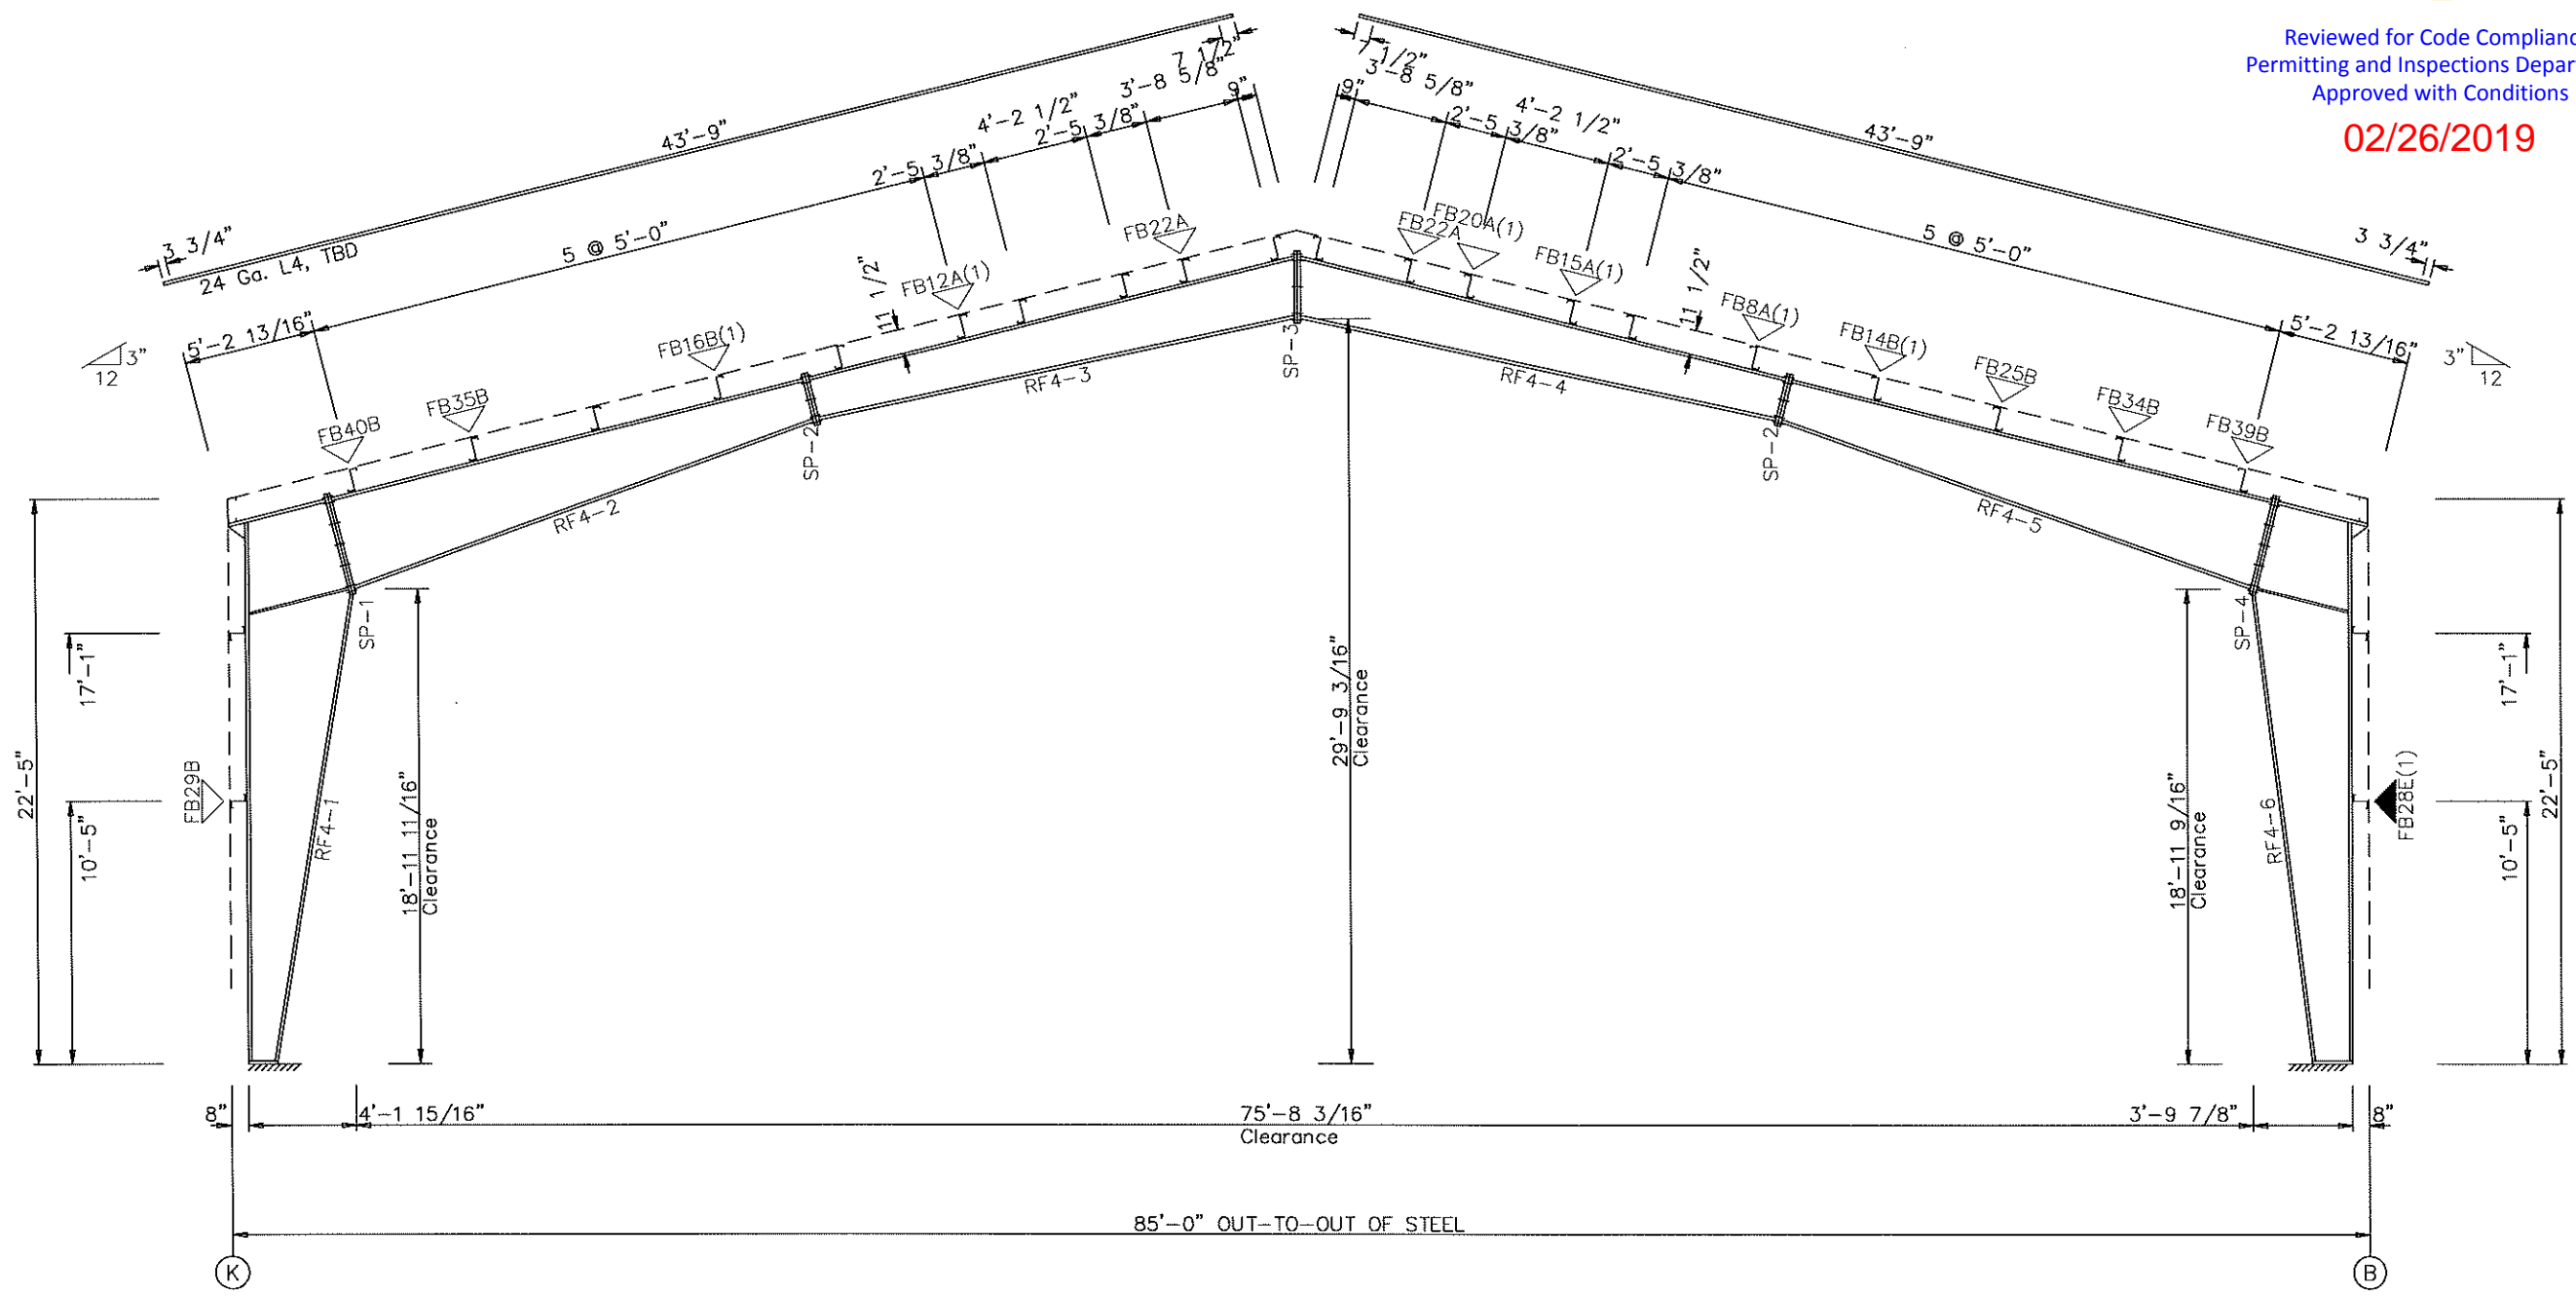 Reviewed for Code Complianc
Permitting and Inspections Depar
Approved with Conditions
02/26/2019
7 1/2"
3'-8 5/8"
9"
4'-2 1/2"
2'-5 3/8"
2'-5 3/8"
43'-9"
3 3/4"
24 Ga. L4, TBD
5 @ 5'-0"
5'-2 13/16"
3"
12
7 1/2"
3'-8 5/8"
9"
4'-2 1/2"
2'-5 3/8"
2'-5 3/8"
43'-9"
3 3/4"
5 @ 5'-0"
5'-2 13/16"
3"
12
FB40B
FB35B
FB16B(1)
FB12A(1)
11 1/2"
FB22A
FB22A
FB20A(1)
FB15A(1)
11 1/2"
FB8A(1)
FB14B(1)
FB25B
FB34B
FB39B
SP-1
RF4-2
SP-2
RF4-3
SP-3
RF4-4
SP-2
RF4-5
SP-4
22'-5"
17'-1"
10'-5"
FB29B
RF4-1
18'-11 11/16"
Clearance
29'-9 3/16"
Clearance
18'-11 9/16"
Clearance
RF4-6
FB28E(1)
17'-1"
10'-5"
22'-5"
8"
4'-1 15/16"
75'-8 3/16"
Clearance
3'-9 7/8"
8"
85'-0" OUT-TO-OUT OF STEEL
K
B